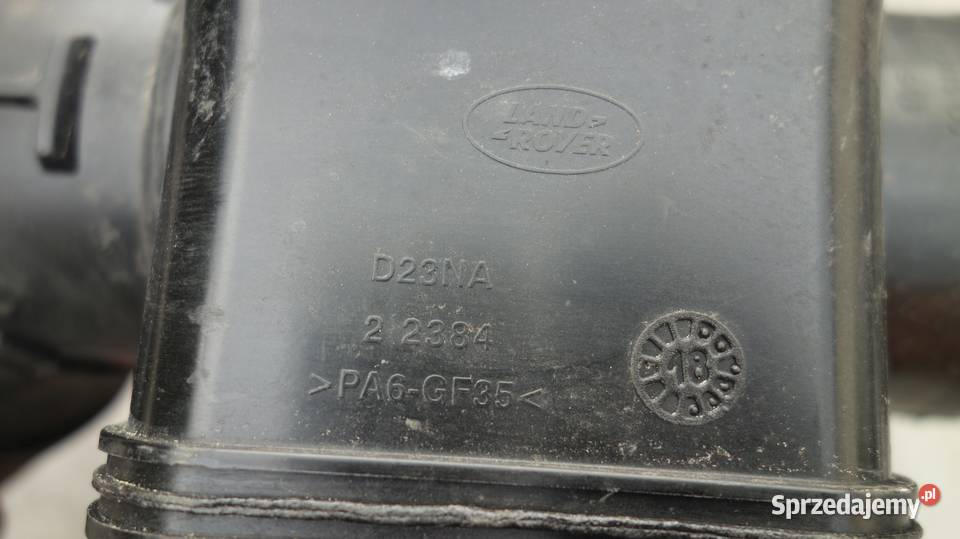 LAND
ROVER
D23NA
2 2384
>PA6-GF35<
18
Sprzedajemy.pl